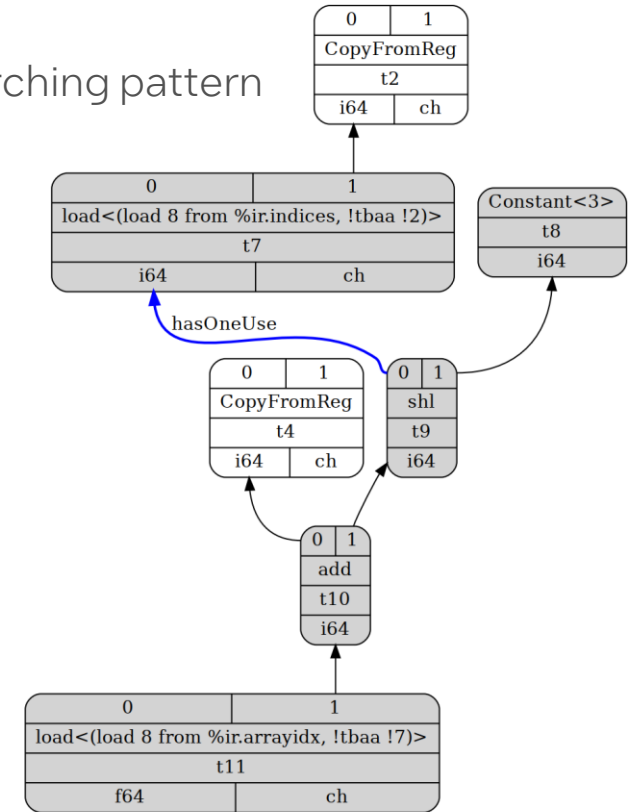 0 1
CopyFromReg
t2
i64 ch
rching pattern
0 1
load<(load 8 from %ir.indices, !tbaa !2)>
t7
i64 ch
Constant<3>
t8
i64
hasOneUse
0 1
CopyFromReg
t4
i64 ch
0 1
shl
t9
i64
0 1
add
t10
i64
0 1
load<(load 8 from %ir.arrayidx, !tbaa !7)>
t11
f64 ch